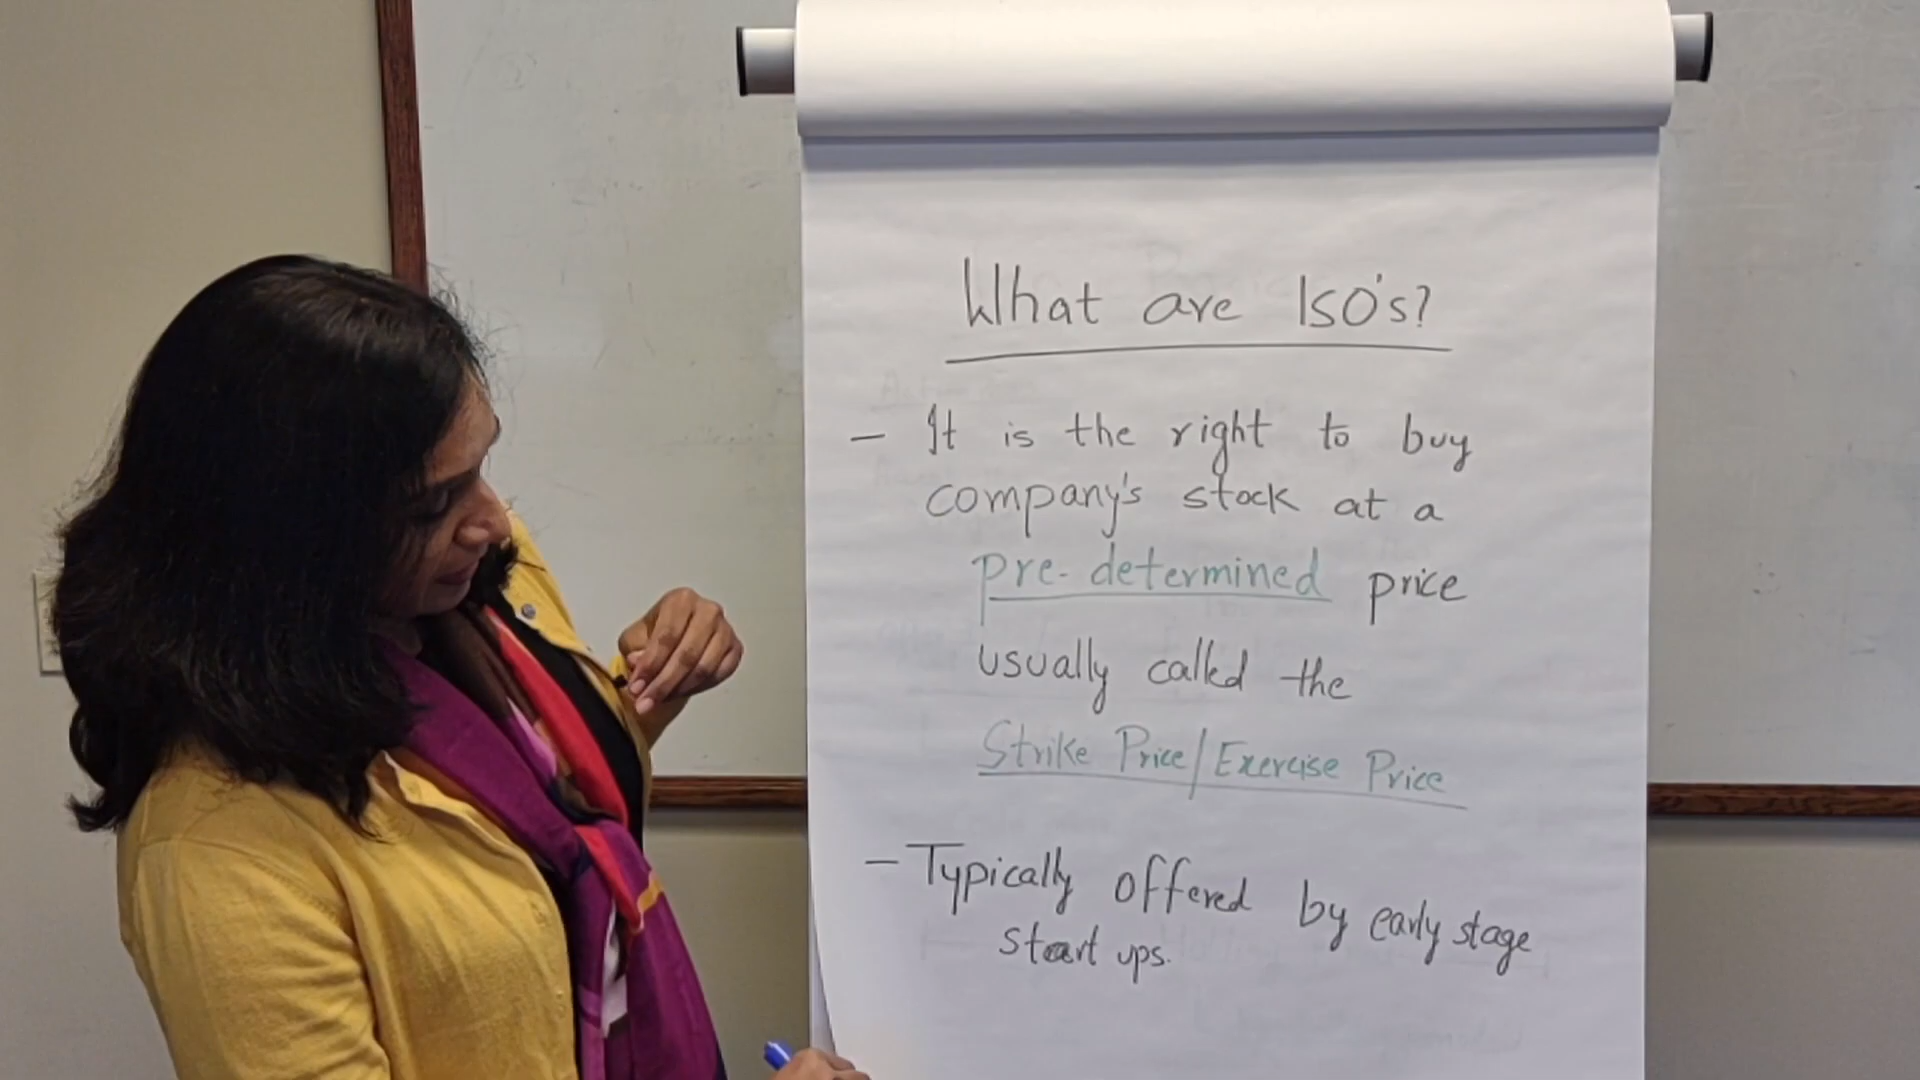 What are ISO's?
- It is the right to buy
company's stock at a
pre-determined price
usually called the
Strike Price/Exercise Price
- Typically offered by early stage
start ups.